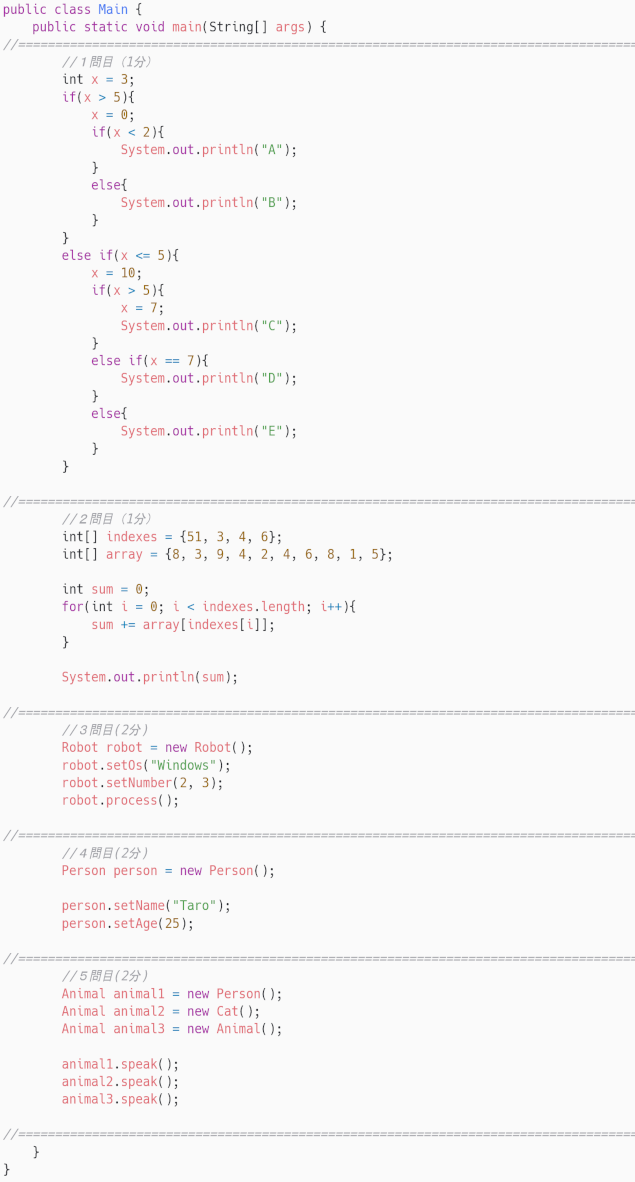 public class Main {
    public static void main(String[] args) {
//====================================================================================
        //１問目（1分）
        int x = 3;
        if(x > 5){
            x = 0;
            if(x < 2){
                System.out.println("A");
            }
            else{
                System.out.println("B");
            }
        }
        else if(x <= 5){
            x = 10;
            if(x > 5){
                x = 7;
                System.out.println("C");
            }
            else if(x == 7){
                System.out.println("D");
            }
            else{
                System.out.println("E");
            }
        }

//====================================================================================
        //２問目（1分）
        int[] indexes = {51, 3, 4, 6};
        int[] array = {8, 3, 9, 4, 2, 4, 6, 8, 1, 5};

        int sum = 0;
        for(int i = 0; i < indexes.length; i++){
            sum += array[indexes[i]];
        }

        System.out.println(sum);

//====================================================================================
        //３問目(2分)
        Robot robot = new Robot();
        robot.setOs("Windows");
        robot.setNumber(2, 3);
        robot.process();

//====================================================================================
        //４問目(2分)
        Person person = new Person();

        person.setName("Taro");
        person.setAge(25);

//====================================================================================
        //５問目(2分)
        Animal animal1 = new Person();
        Animal animal2 = new Cat();
        Animal animal3 = new Animal();

        animal1.speak();
        animal2.speak();
        animal3.speak();

//====================================================================================
    }
}